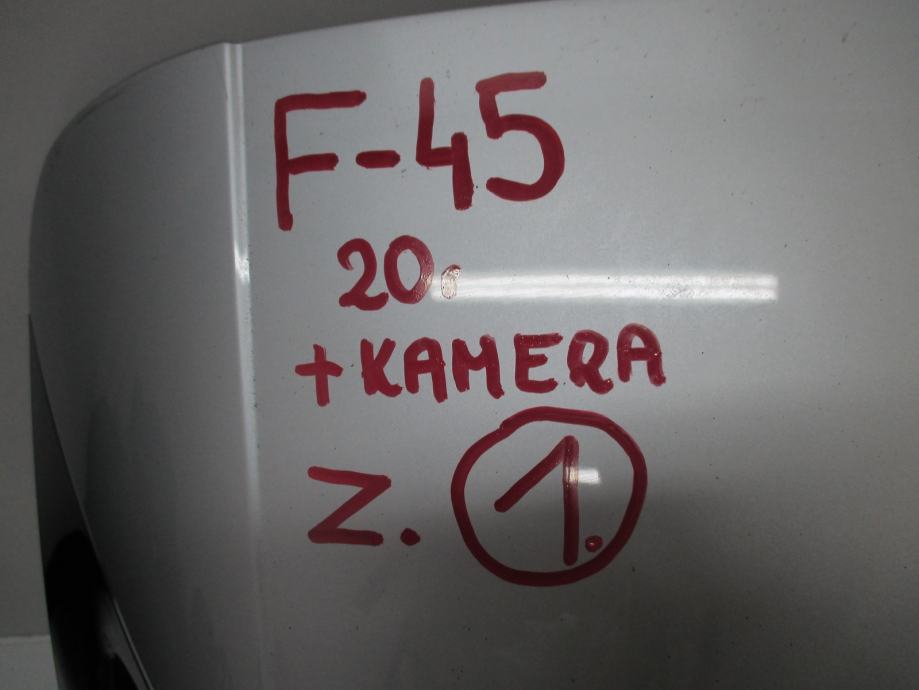 F-45
20.
+KAMERA
Z. 1.